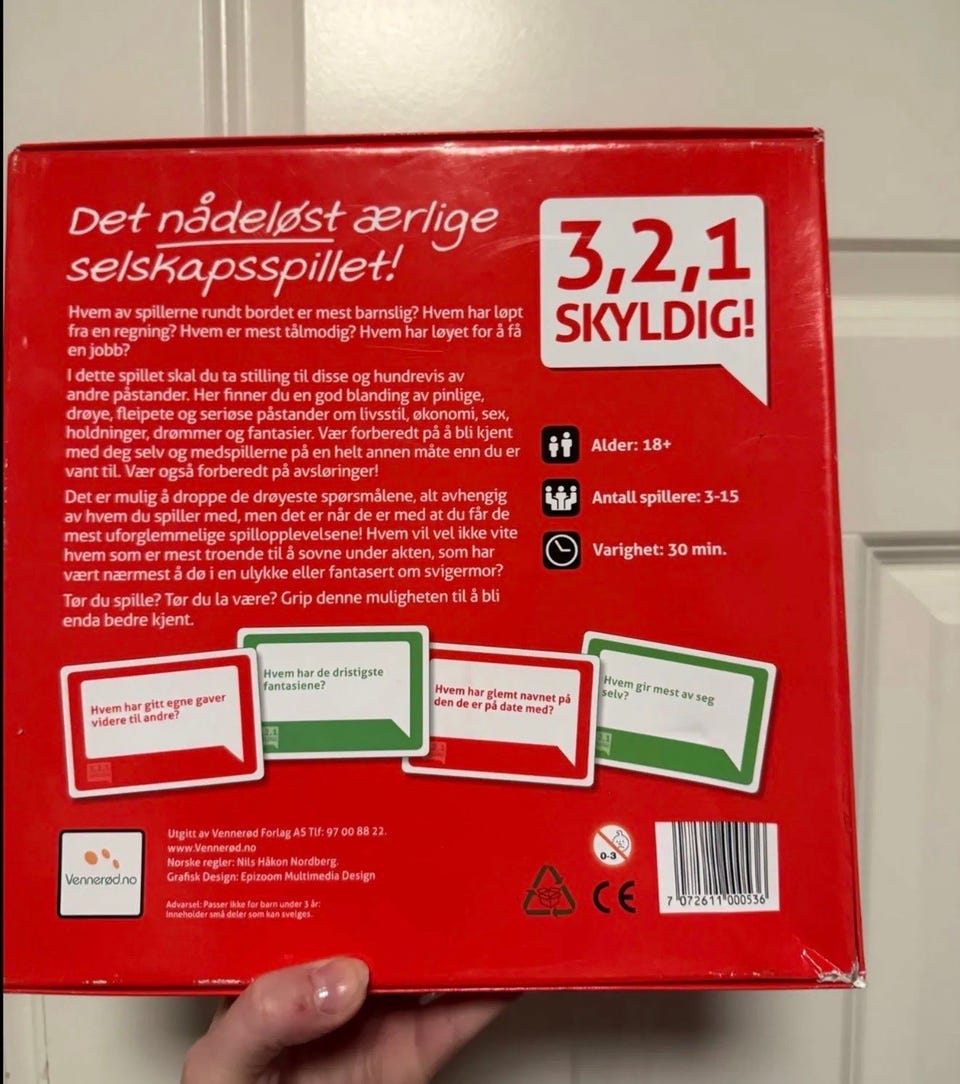 Det nådeløst ærlige
selskapsspillet!
Hvem av spillerne rundt bordet er mest barnslig? Hvem har løpt
fra en regning? Hvem er mest tålmodig? Hvem har løyet for å få
en jobb?
I dette spillet skal du ta stilling til disse og hundrevis av
andre påstander. Her finner du en god blanding av pinlige,
drøye, fleipete og seriøse påstander om livsstil, økonomi, sex,
holdninger, drømmer og fantasier. Vær forberedt på å bli kjent
med deg selv og medspillerne på en helt annen måte enn du er
vant til. Vær også forberedt på avsløringer!
Det er mulig å droppe de drøyeste spørsmålene, alt avhengig
av hvem du spiller med, men det er når de er med at du får de
mest uforglemmelige spillopplevelsene! Hvem vil vel ikke vite
hvem som er mest troende til å sovne under akten, som har
vært nærmest å dø i en ulykke eller fantasert om svigermor?
Tør du spille? Tør du la være? Grip denne muligheten til å bli
enda bedre kjent.
3,2,1
SKYLDIG!
Alder: 18+
Antall spillere: 3-15
Varighet: 30 min.
Hvem har gitt egne gaver
videre til andre?
Hvem har de dristigste
fantasiene?
Hvem har glemt navnet på
den de er på date med?
Hvem gir mest av seg
selv?
Vennerød.no
Utgitt av Vennerød Forlag AS Tlf: 97 00 88 22.
www.Vennerød.no
Norske regler: Nils Håkon Nordberg.
Grafisk Design: Epizoom Multimedia Design
Advarsel: Passer ikke for barn under 3 år:
Inneholder små deler som kan svelges.
0-3
CE
7 072611 000536